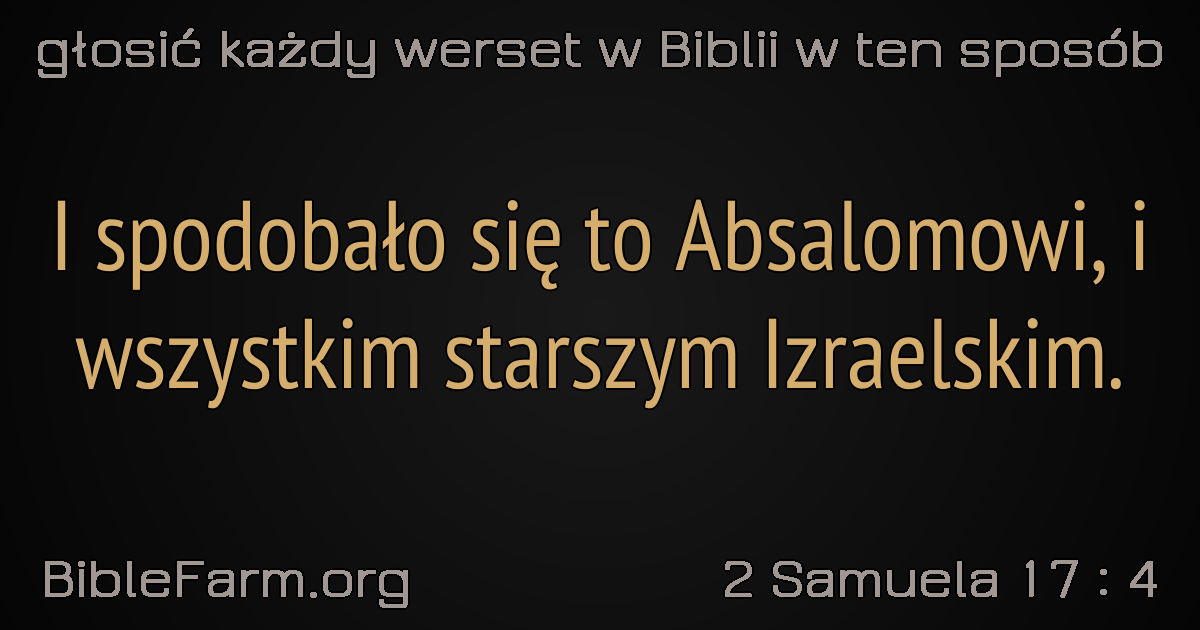 głosić każdy werset w Biblii w ten sposób
I spodobało się to Absalomowi, i
wszystkim starszym Izraelskim.
BibleFarm.org
2 Samuela 17 : 4